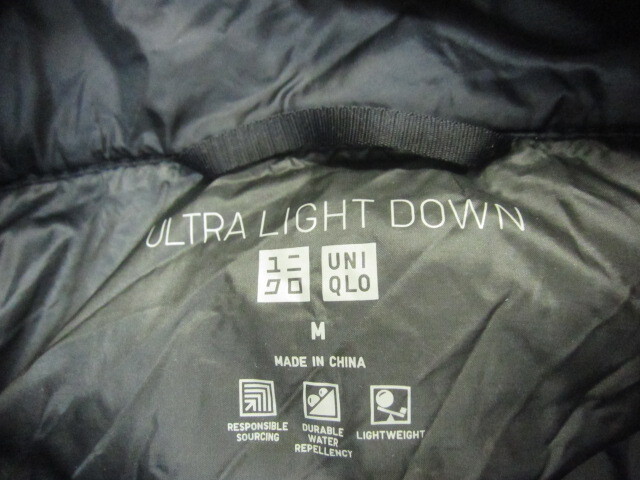 ULTRA LIGHT DOWN
ユニ UNI
クロ QLO
M
MADE IN CHINA
RESPONSIBLE
SOURCING
DURABLE
WATER
REPELLENCY
LIGHTWEIGHT